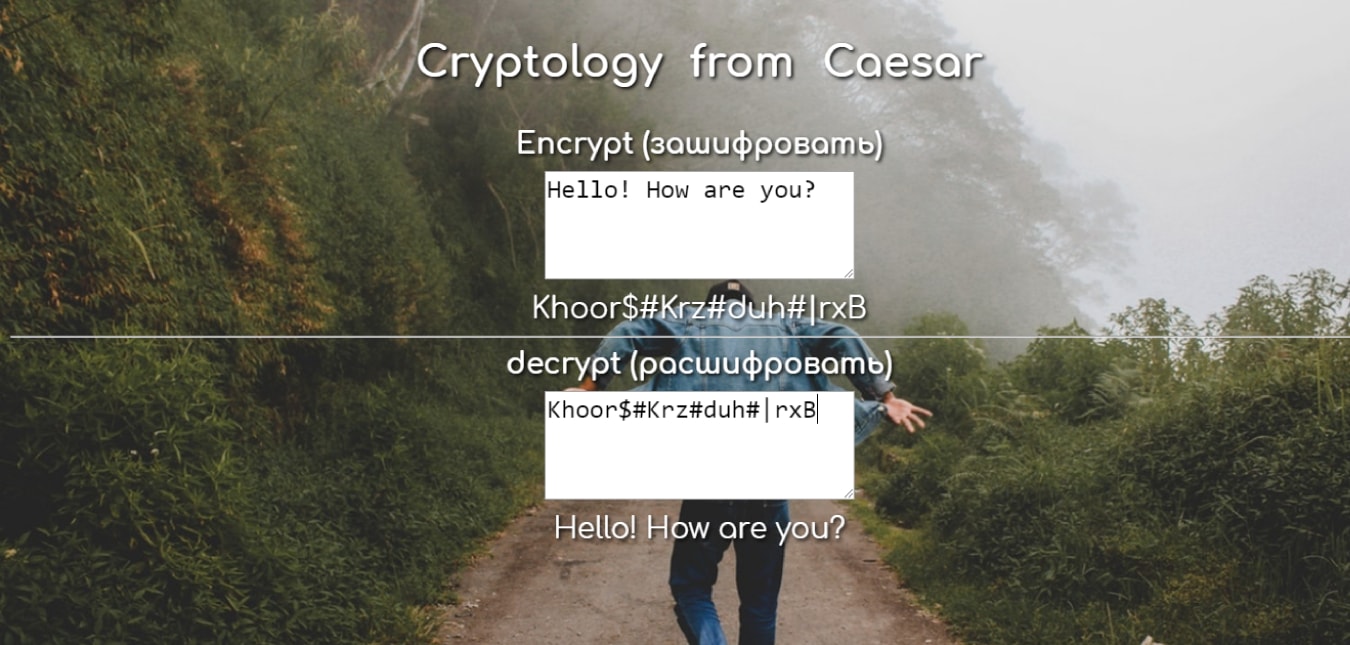 Cryptology from Caesar
Encrypt (зашифровать)
Hello! How are you?
Khoor$#Krz#duh#|rxB
decrypt (расшифровать)
Khoor$#Krz#duh#|rxB
Hello! How are you?